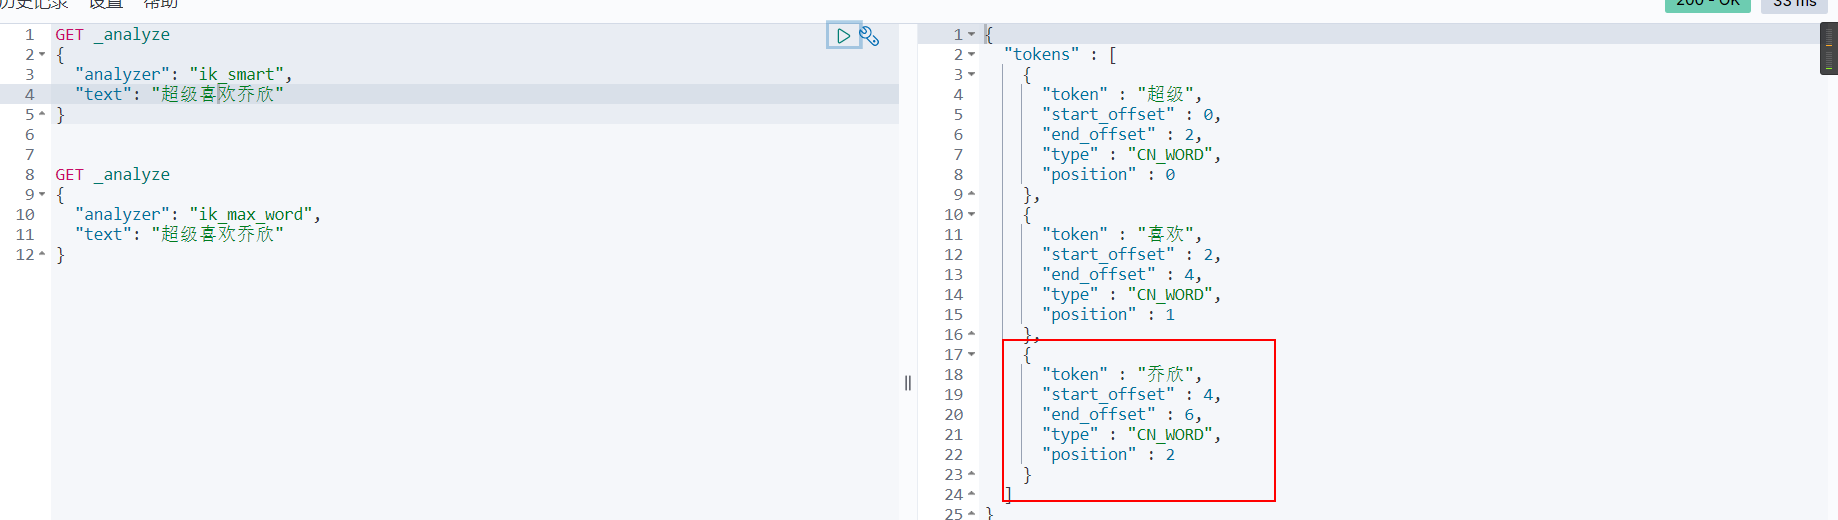 历史记录 设置 帮助
200 - OK 33 ms
1 GET _analyze
2 {
3 "analyzer": "ik_smart",
4 "text": "超级喜欢乔欣"
5 }
6
7
8 GET _analyze
9 {
10 "analyzer": "ik_max_word",
11 "text": "超级喜欢乔欣"
12 }
1 {
2 "tokens" : [
3 {
4 "token" : "超级",
5 "start_offset" : 0,
6 "end_offset" : 2,
7 "type" : "CN_WORD",
8 "position" : 0
9 },
10 {
11 "token" : "喜欢",
12 "start_offset" : 2,
13 "end_offset" : 4,
14 "type" : "CN_WORD",
15 "position" : 1
16 },
17 {
18 "token" : "乔欣",
19 "start_offset" : 4,
20 "end_offset" : 6,
21 "type" : "CN_WORD",
22 "position" : 2
23 }
24 ]
25 }